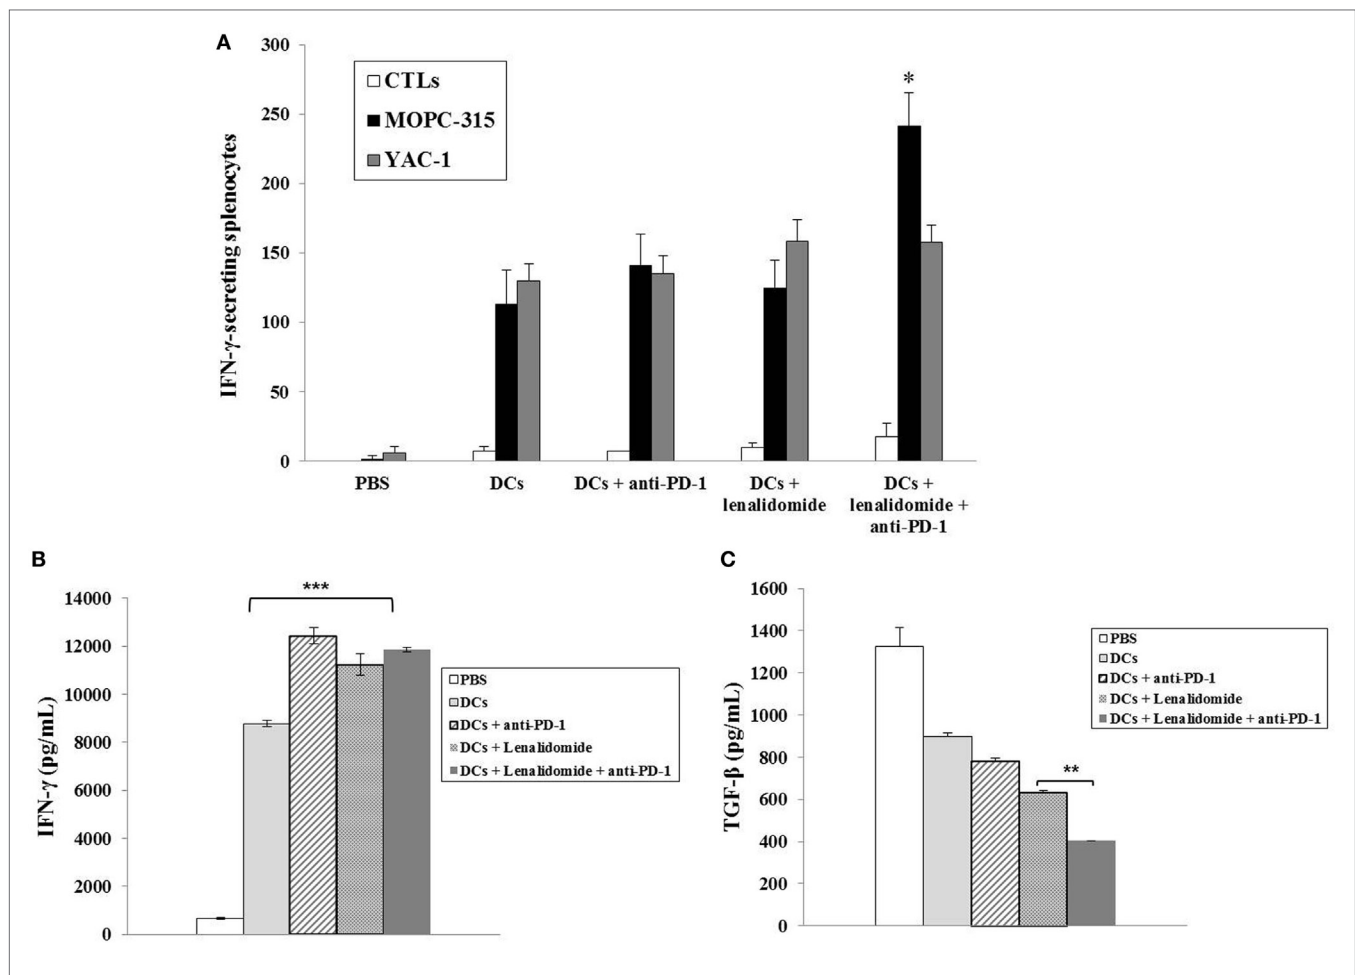 A
300
250
200
150
100
50
0
IFN-γ-secreting splenocytes
CTLs
MOPC-315
YAC-1
*
PBS
DCs
DCs + anti-PD-1
DCs +
lenalidomide
DCs +
lenalidomide +
anti-PD-1
B
14000
12000
10000
8000
6000
4000
2000
0
IFN-γ (pg/mL)
***
PBS
DCs
DCs + anti-PD-1
DCs + Lenalidomide
DCs + Lenalidomide + anti-PD-1
C
1600
1400
1200
1000
800
600
400
200
0
TGF-β (pg/mL)
**
PBS
DCs
DCs + anti-PD-1
DCs + Lenalidomide
DCs + Lenalidomide + anti-PD-1